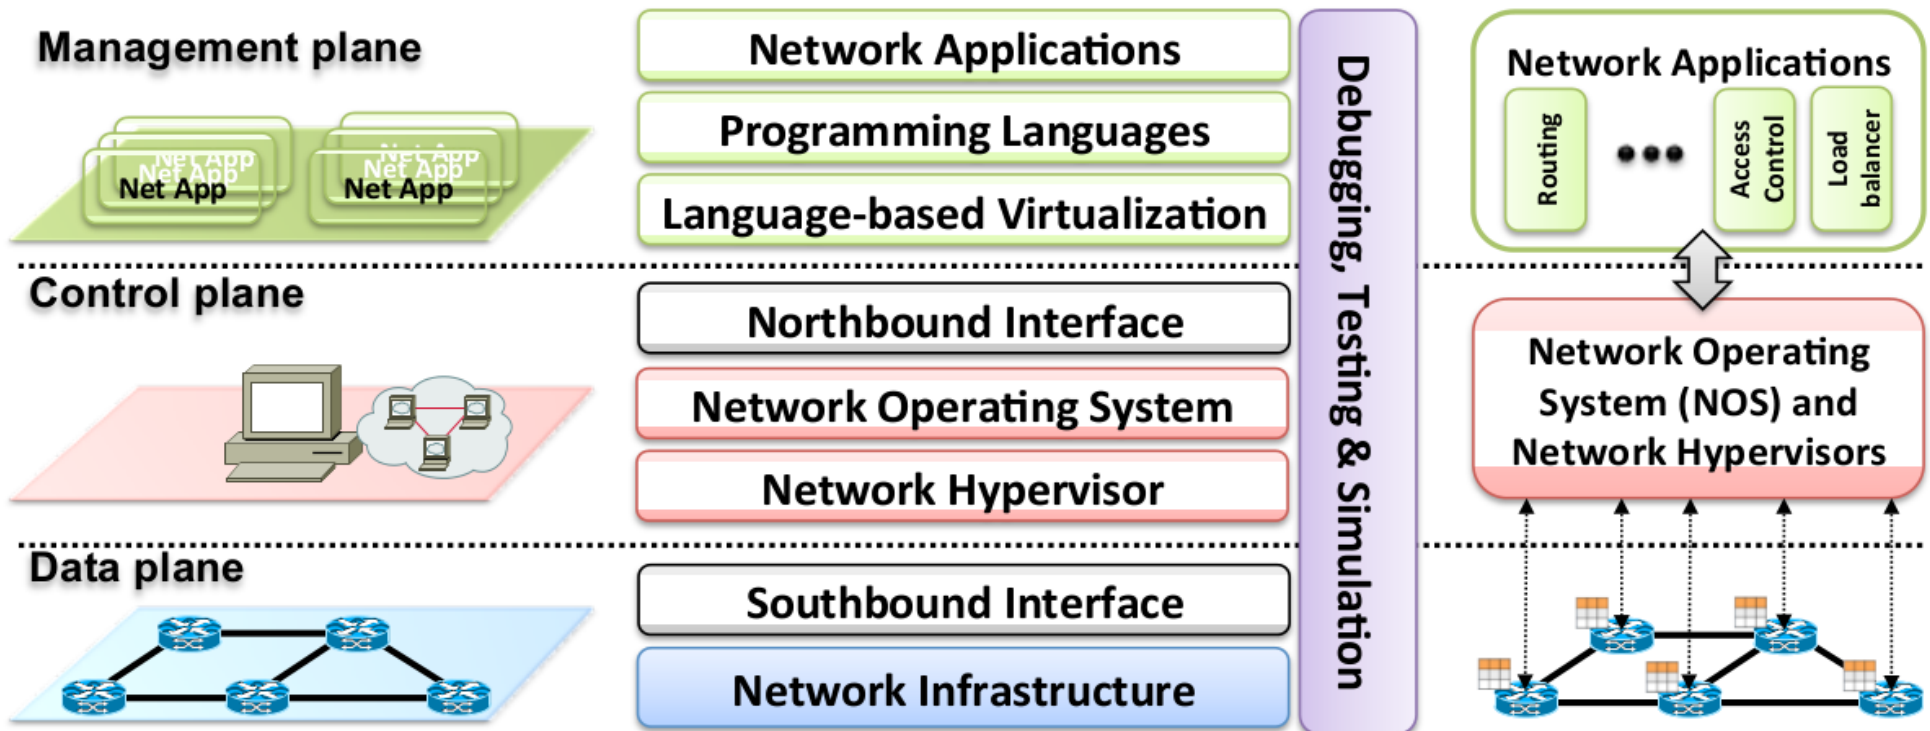 Management plane
Net App
Net App
Net App
Net App
Net App
Net App
Control plane
Data plane
Network Applications
Programming Languages
Language-based Virtualization
Northbound Interface
Network Operating System
Network Hypervisor
Southbound Interface
Network Infrastructure
Debugging, Testing & Simulation
Network Applications
Routing
Access
Control
Load
balancer
Network Operating
System (NOS) and
Network Hypervisors